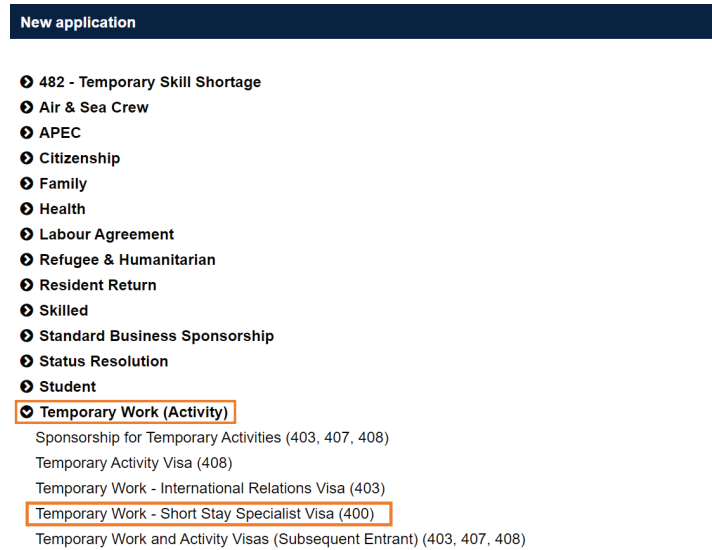 New application
482 - Temporary Skill Shortage
Air & Sea Crew
APEC
Citizenship
Family
Health
Labour Agreement
Refugee & Humanitarian
Resident Return
Skilled
Standard Business Sponsorship
Status Resolution
Student
Temporary Work (Activity)
Sponsorship for Temporary Activities (403, 407, 408)
Temporary Activity Visa (408)
Temporary Work - International Relations Visa (403)
Temporary Work - Short Stay Specialist Visa (400)
Temporary Work and Activity Visas (Subsequent Entrant) (403, 407, 408)